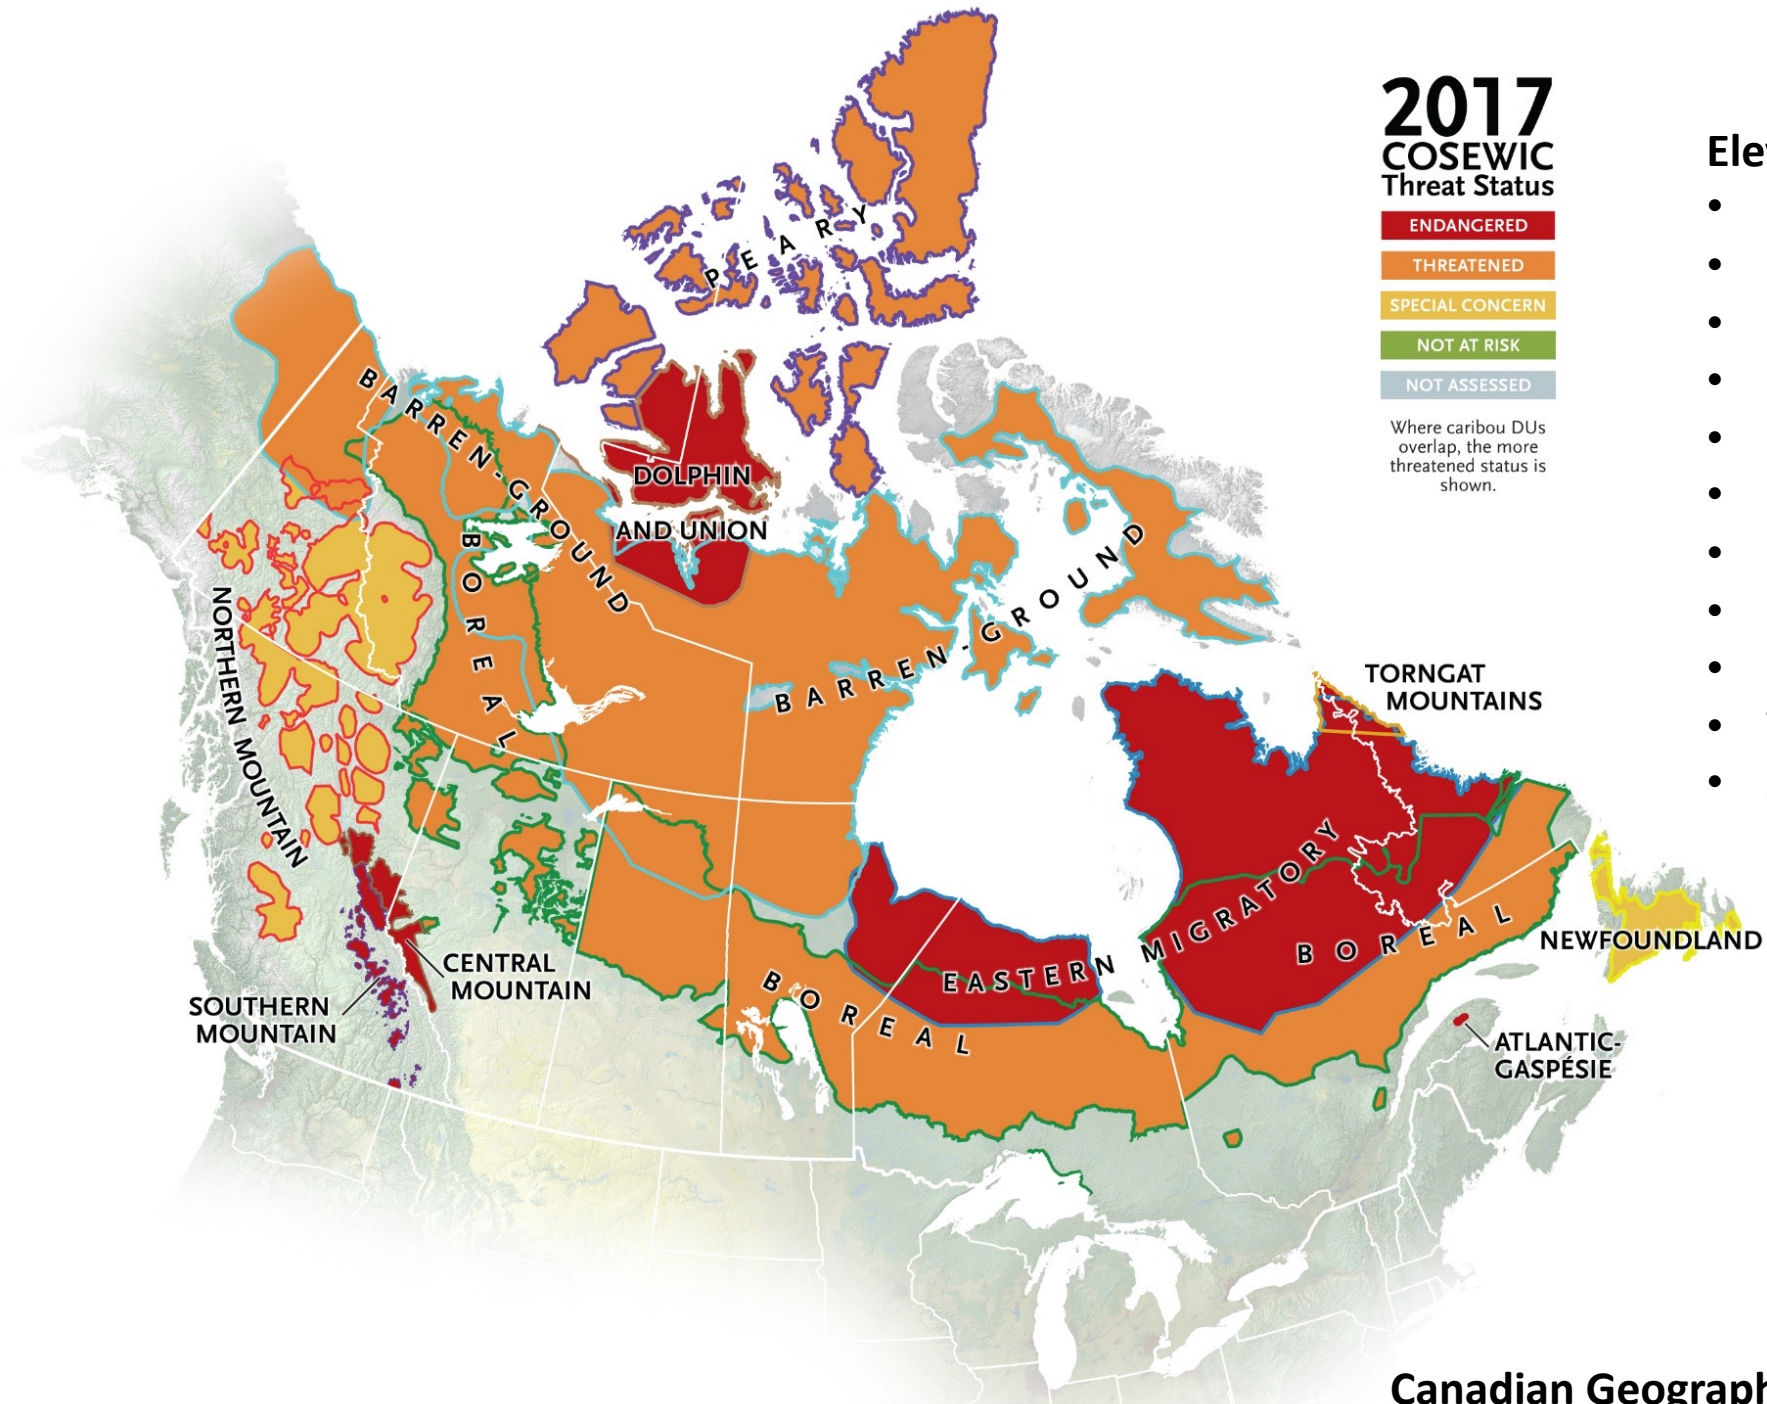 2017
COSEWIC
Threat Status
ENDANGERED
THREATENED
SPECIAL CONCERN
NOT AT RISK
NOT ASSESSED
Where caribou DUs
overlap, the more
threatened status is
shown.
PEARY
BARREN-GROUND
DOLPHIN
AND UNION
BOREAL
BARREN-GROUND
NORTHERN MOUNTAIN
TORNGAT
MOUNTAINS
EASTERN MIGRATORY
BOREAL
BOREAL
NEWFOUNDLAND
CENTRAL
MOUNTAIN
SOUTHERN
MOUNTAIN
ATLANTIC-
GASPÉSIE
•
•
•
•
•
•
•
•
•
•
•
Canadian Geograph